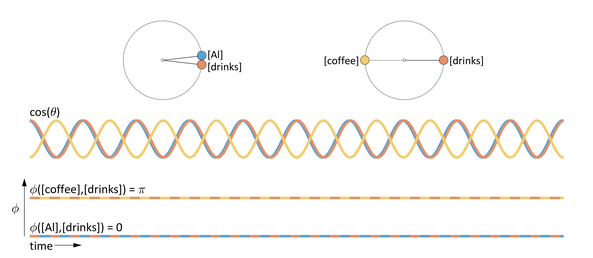 [Al]
[drinks]
[coffee]
[drinks]
cos(θ)
ϕ([coffee],[drinks]) = π
ϕ
ϕ([Al],[drinks]) = 0
time